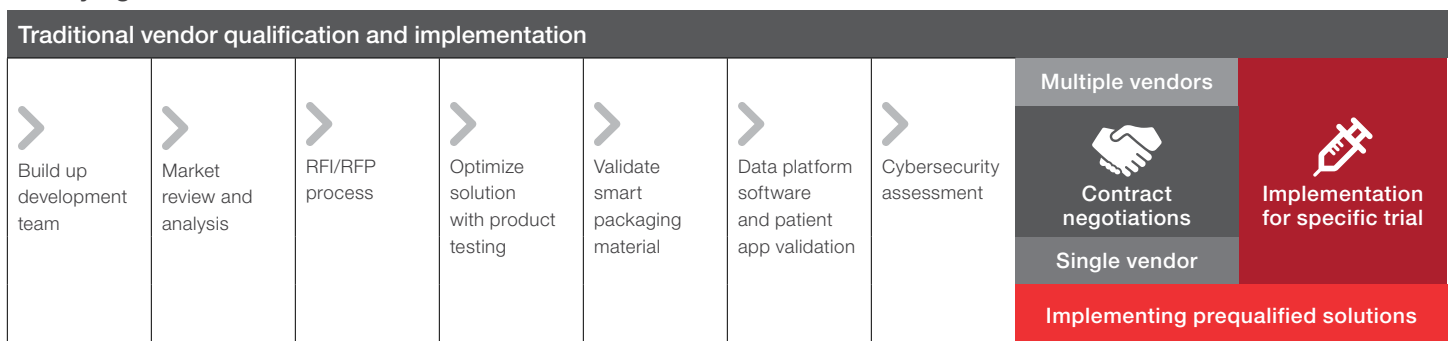 Traditional vendor qualification and implementation
Build up
development
team
Market
review and
analysis
RFI/RFP
process
Optimize
solution
with product
testing
Validate
smart
packaging
material
Data platform
software
and patient
app validation
Cybersecurity
assessment
Multiple vendors
Contract
negotiations
Single vendor
Implementation
for specific trial
Implementing prequalified solutions